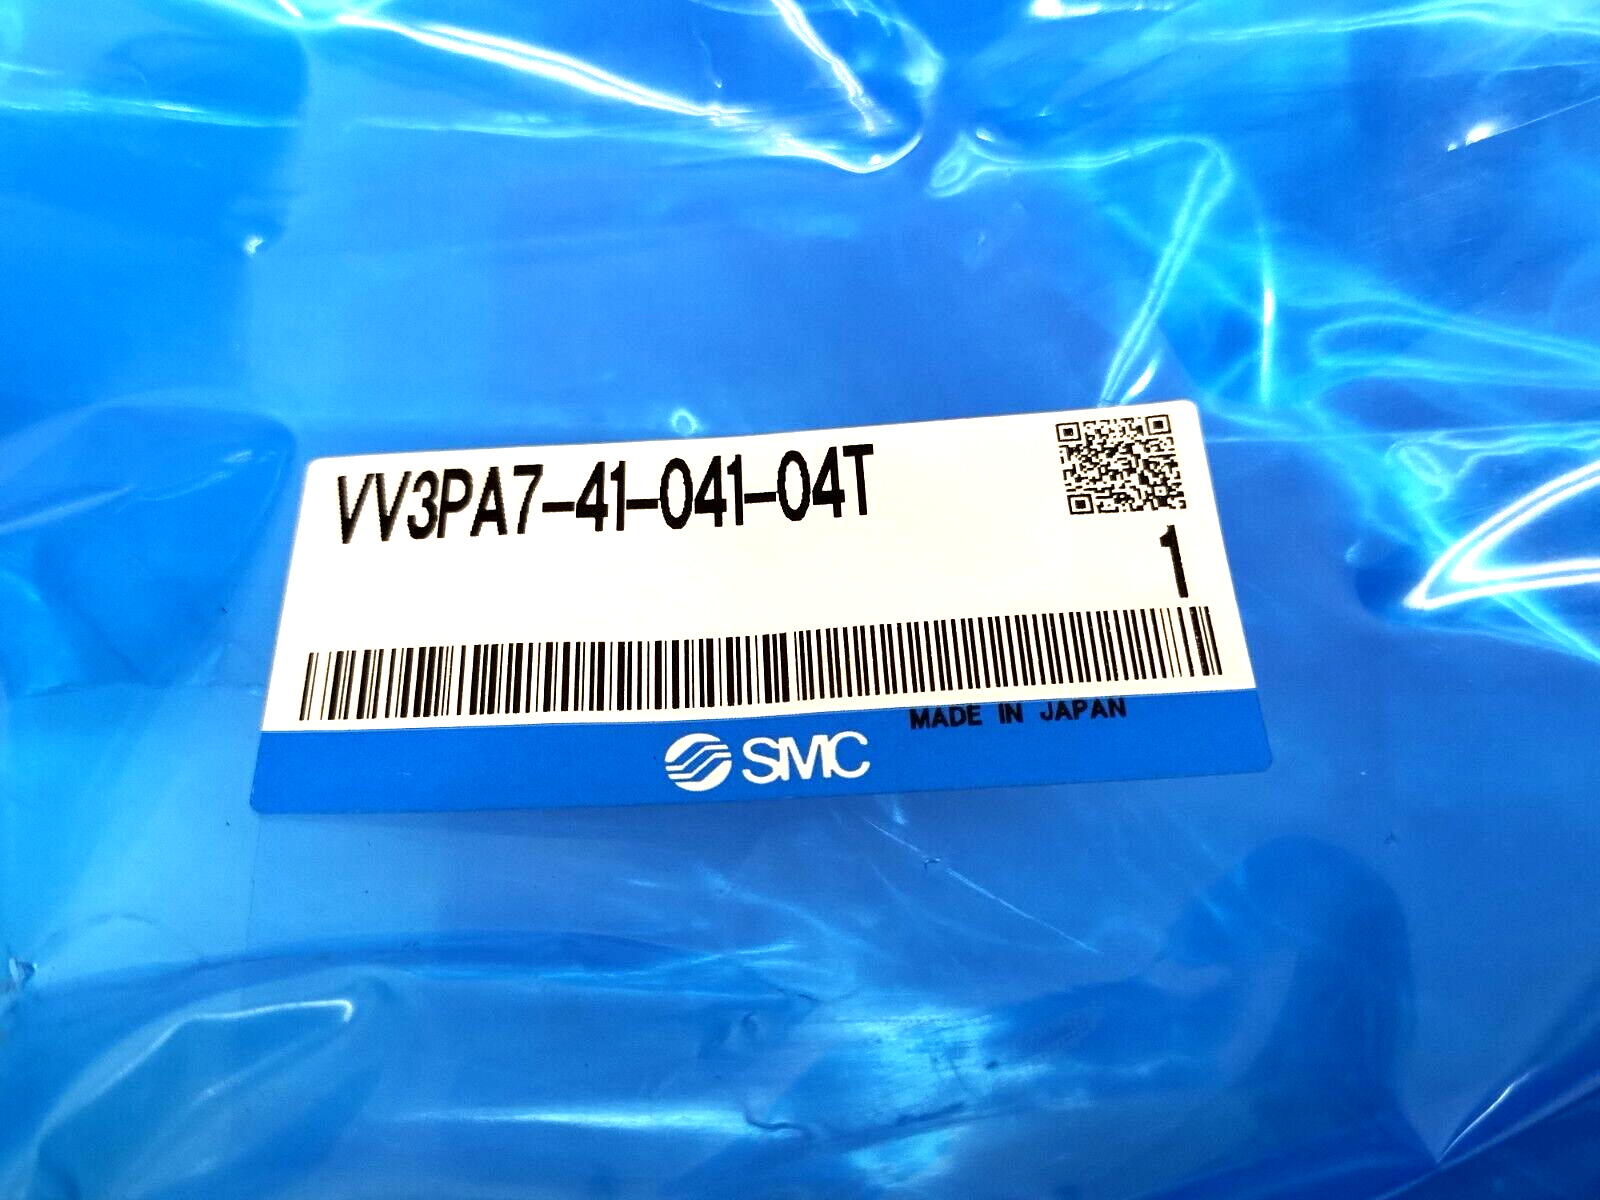 VV3PA7-41-041-04T
1
MADE IN JAPAN
SMC